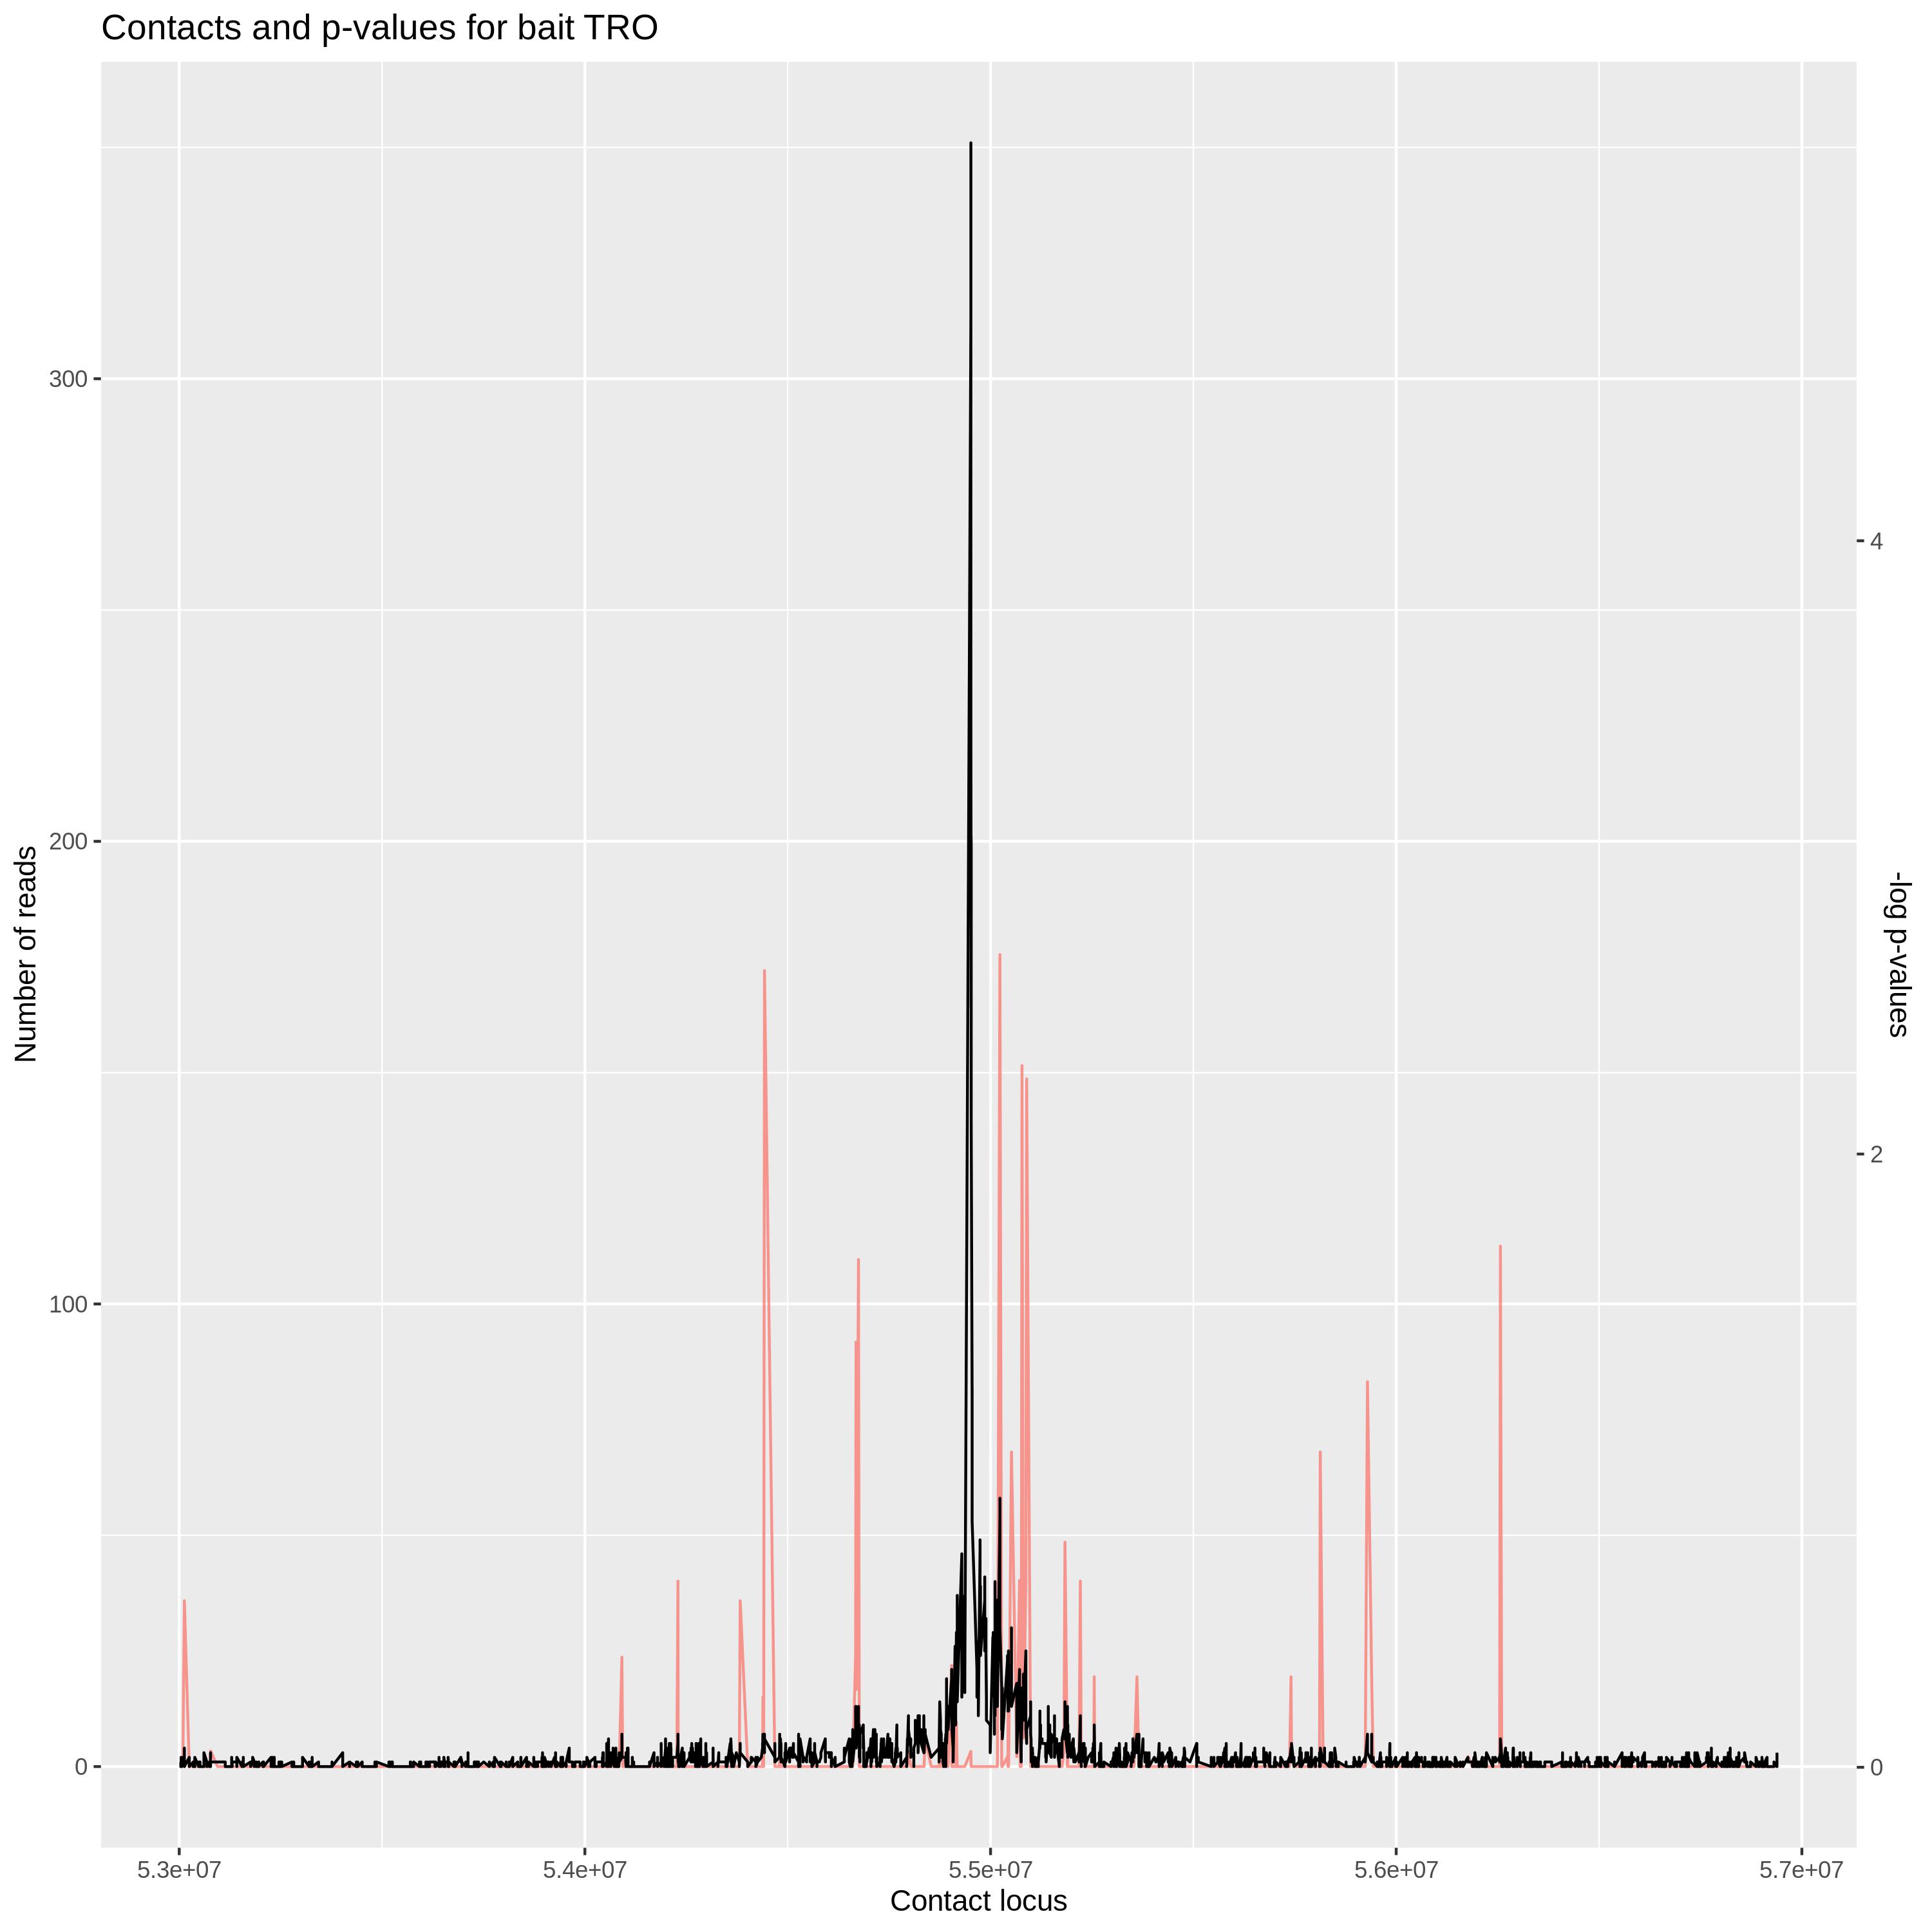 Contacts and p-values for bait TRO
300
200
100
0
Number of reads
4
2
0
-log p-values
5.3e+07
5.4e+07
5.5e+07
5.6e+07
5.7e+07
Contact locus